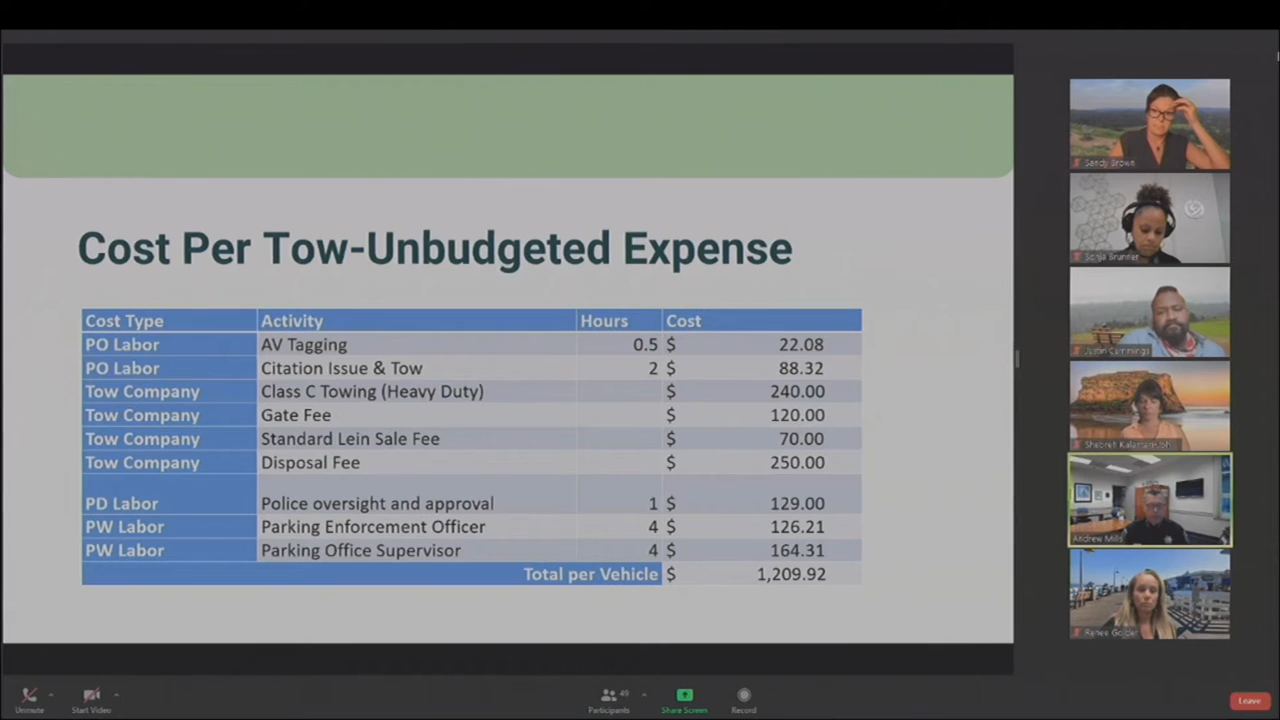 Cost Per Tow-Unbudgeted Expense
Cost Type Activity Hours Cost
PO Labor AV Tagging 0.5 $ 22.08
PO Labor Citation Issue & Tow 2 $ 88.32
Tow Company Class C Towing (Heavy Duty) $ 240.00
Tow Company Gate Fee $ 120.00
Tow Company Standard Lein Sale Fee $ 70.00
Tow Company Disposal Fee $ 250.00
PD Labor Police oversight and approval 1 $ 129.00
PW Labor Parking Enforcement Officer 4 $ 126.21
PW Labor Parking Office Supervisor 4 $ 164.31
Total per Vehicle $ 1,209.92
Sandy Brown
Sonja Brunner
Justin Cummings
Shebreh
Andrew Mills
Renee Golder
Unmute
Start Video
Participants 49
Share Screen
Record
Leave